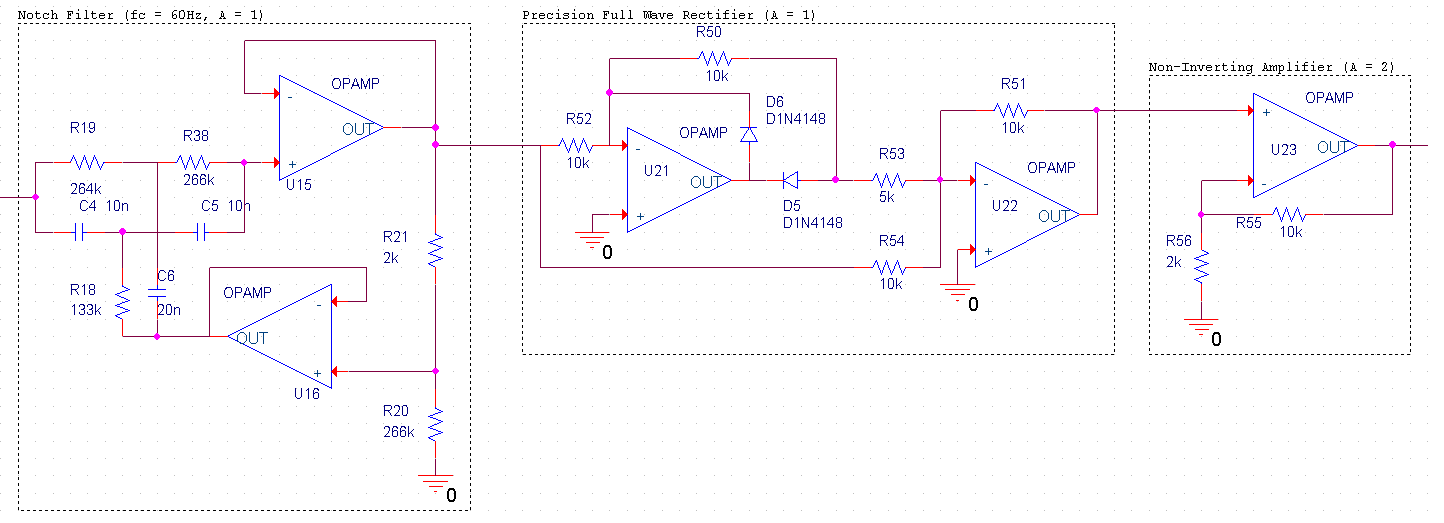 Notch Filter (fc = 60Hz, A = 1)
Precision Full Wave Rectifier (A = 1)
Non-Inverting Amplifier (A = 2)
R19
264k
R38
266k
C4 10n
C5 10n
R18
133k
C6
20n
OPAMP
-
+
OUT
U15
OPAMP
-
+
OUT
U16
R21
2k
R20
266k
0
R52
10k
R50
10k
OPAMP
-
+
U21
OUT
0
D6
D1N4148
D5
D1N4148
R53
5k
R54
10k
R51
10k
OPAMP
-
+
U22
OUT
0
OPAMP
+
-
U23
OUT
R55
10k
R56
2k
0